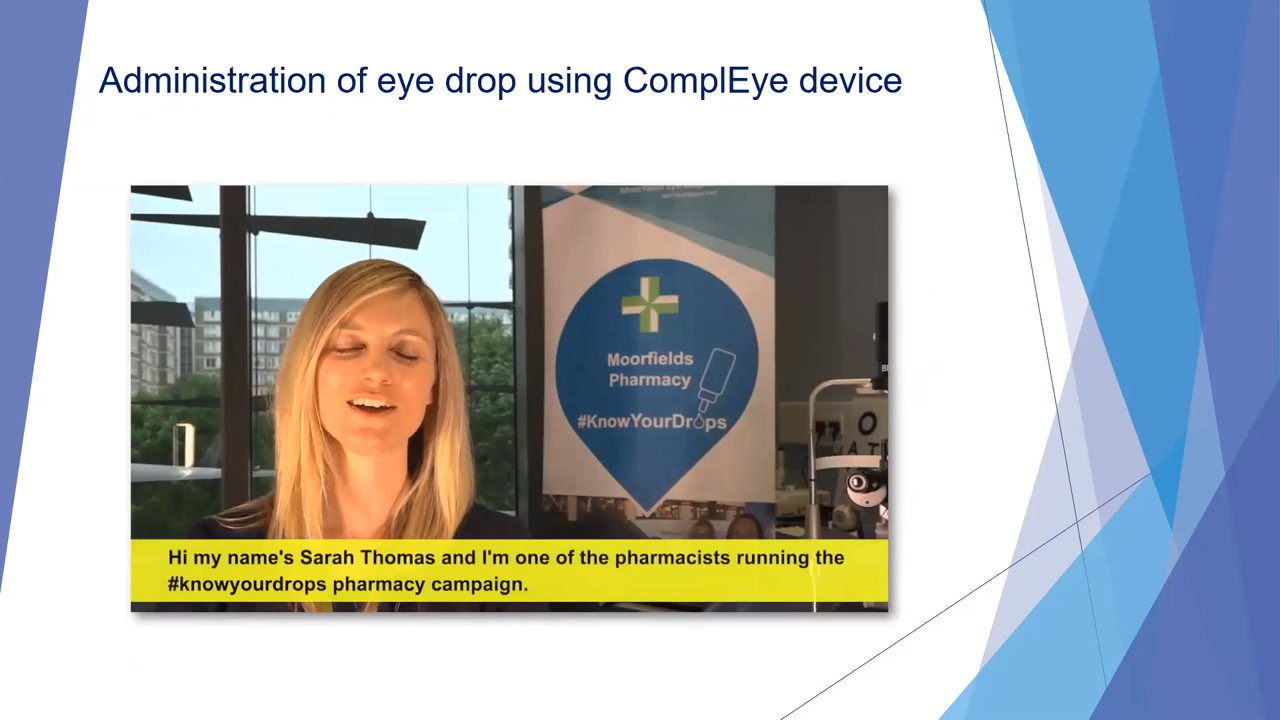 Administration of eye drop using ComplEye device
Moorfields
Pharmacy
#KnowYourDrops
Hi my name's Sarah Thomas and I'm one of the pharmacists running the
#knowyourdrops pharmacy campaign.